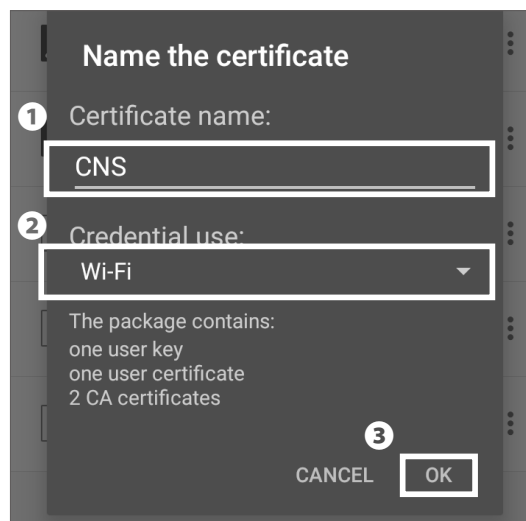 Name the certificate
1 Certificate name:
CNS
2 Credential use:
Wi-Fi
The package contains:
one user key
one user certificate
2 CA certificates
3
CANCEL OK